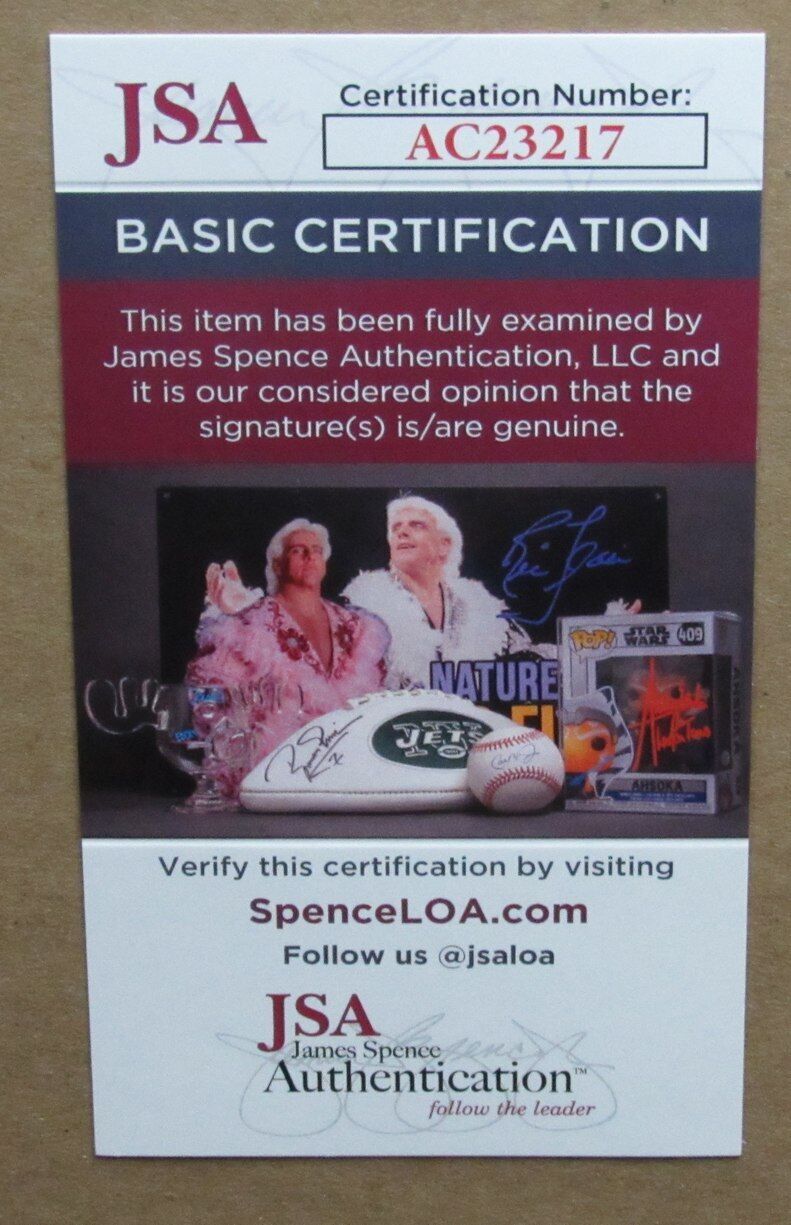 JSA
Certification Number:
AC23217
BASIC CERTIFICATION
This item has been fully examined by
James Spence Authentication, LLC and
it is our considered opinion that the
signature(s) is/are genuine.
NATURE
POP! STAR WARS 409
JETS
AHSOKA
AHSOKA
Verify this certification by visiting
SpenceLOA.com
Follow us @jsaloa
JSA
James Spence
Authentication™
follow the leader